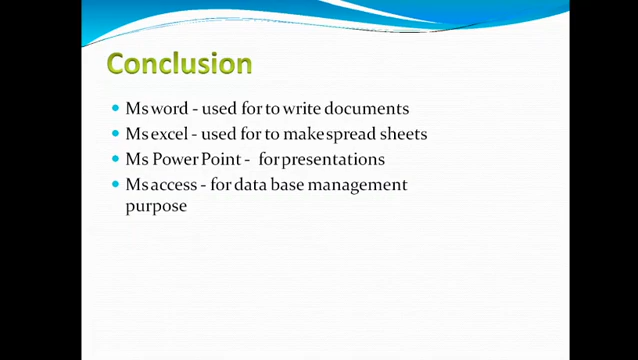 Conclusion
Ms word - used for to write documents
Ms excel - used for to make spread sheets
Ms Power Point -  for presentations
Ms access - for data base management
purpose